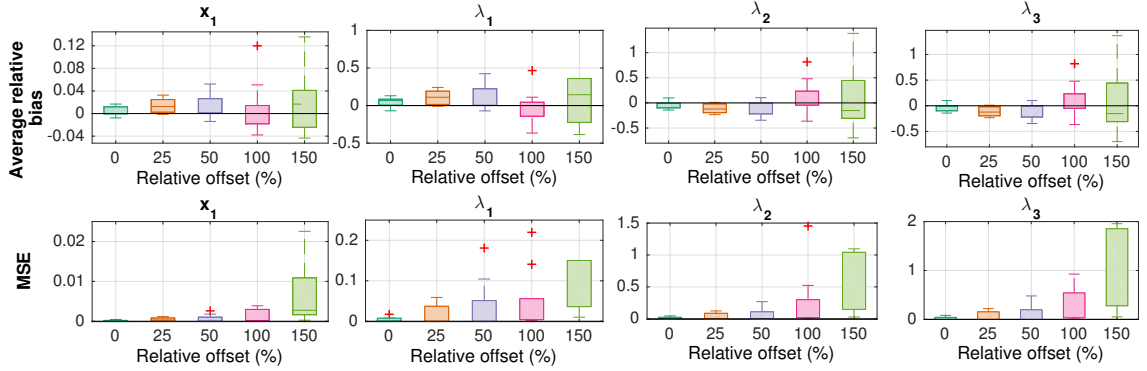 x1
λ1
λ2
λ3
Average relative
bias
0.12
0.08
0.04
0
-0.04
1
0.5
0
-0.5
1
0.5
0
-0.5
1
0.5
0
-0.5
0 25 50 100 150
0 25 50 100 150
0 25 50 100 150
0 25 50 100 150
Relative offset (%)
Relative offset (%)
Relative offset (%)
Relative offset (%)
x1
λ1
λ2
λ3
MSE
0.02
0.01
0
0.2
0.1
0
1.5
1
0.5
0
2
1
0
0 25 50 100 150
0 25 50 100 150
0 25 50 100 150
0 25 50 100 150
Relative offset (%)
Relative offset (%)
Relative offset (%)
Relative offset (%)